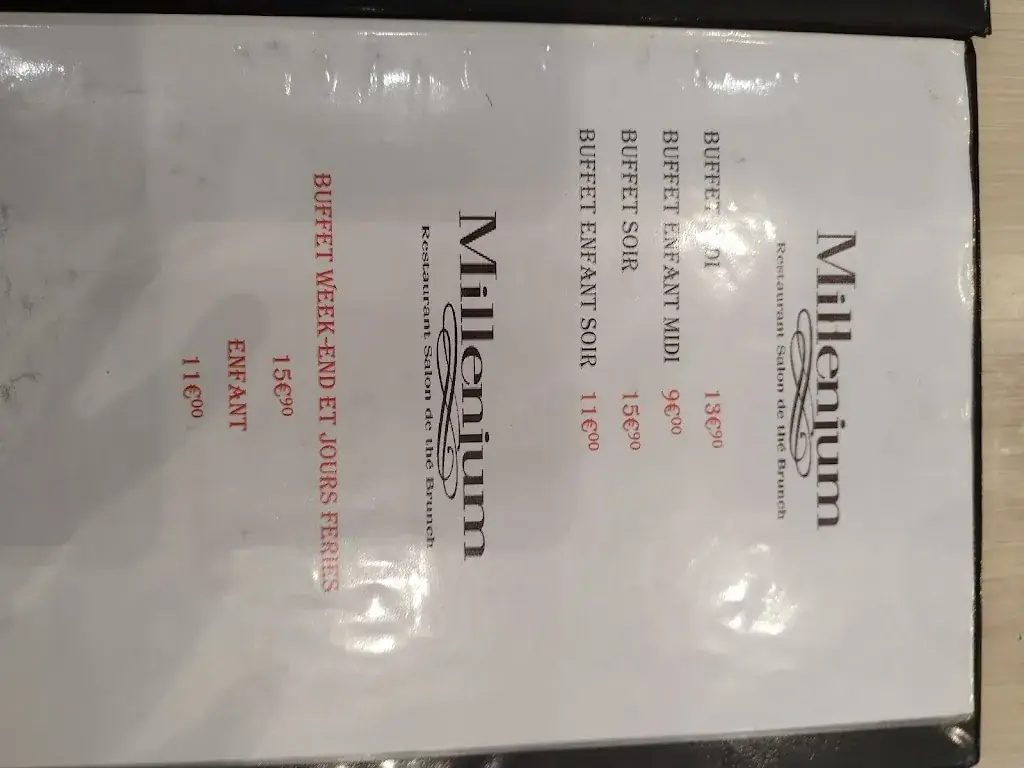 Millenium
Restaurant Salon de thé Brunch
BUFFET 13€90
BUFFET ENFANT MIDI 9€00
BUFFET SOIR 15€90
BUFFET ENFANT SOIR 11€00
Millenium
Restaurant Salon de thé Brunch
BUFFET WEEK-END ET JOURS FERIES
15€90
ENFANT
11€00